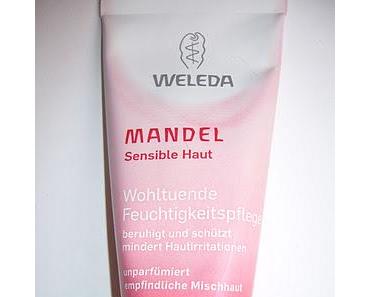 WELEDA
MANDEL
Sensible Haut
Wohltuende
Feuchtigkeitspflege
beruhigt und schützt
mindert Hautirritationen
unparfümiert
empfindliche Mischhaut